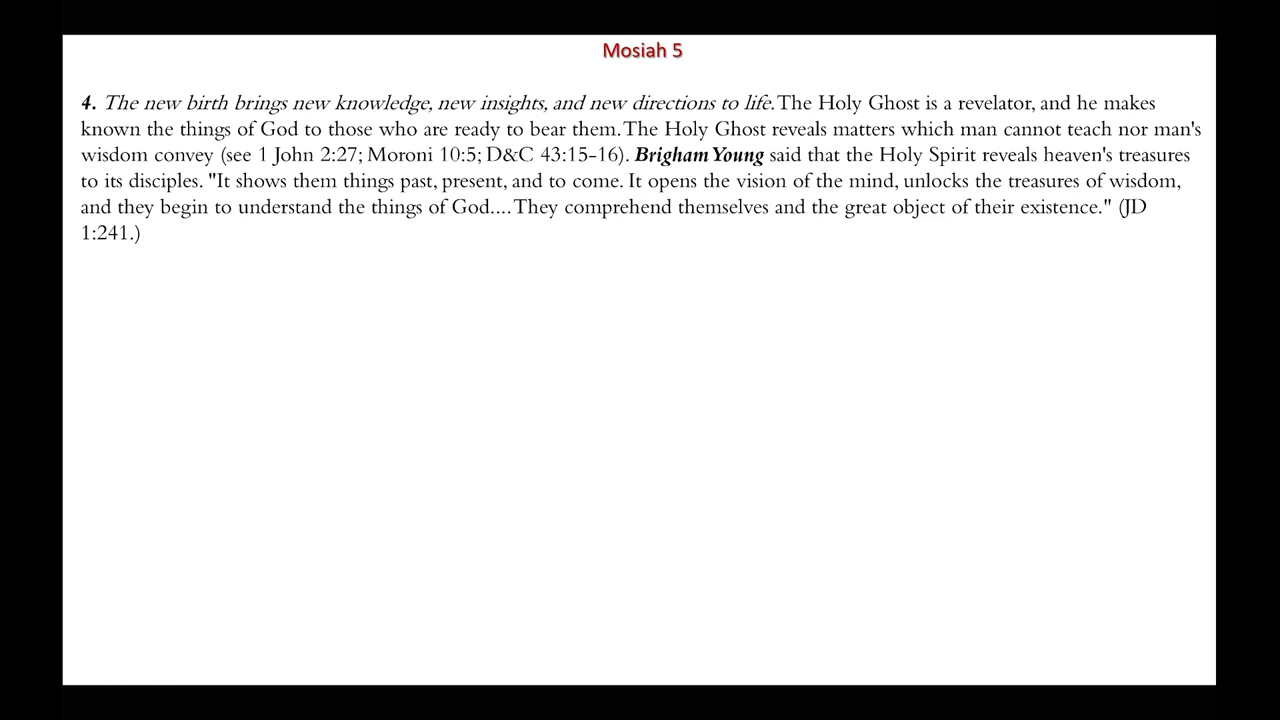 Mosiah 5
4. The new birth brings new knowledge, new insights, and new directions to life. The Holy Ghost is a revelator, and he makes
known the things of God to those who are ready to bear them. The Holy Ghost reveals matters which man cannot teach nor man's
wisdom convey (see 1 John 2:27; Moroni 10:5; D&C 43:15-16). Brigham Young said that the Holy Spirit reveals heaven's treasures
to its disciples. "It shows them things past, present, and to come. It opens the vision of the mind, unlocks the treasures of wisdom,
and they begin to understand the things of God.... They comprehend themselves and the great object of their existence." (JD
1:241.)